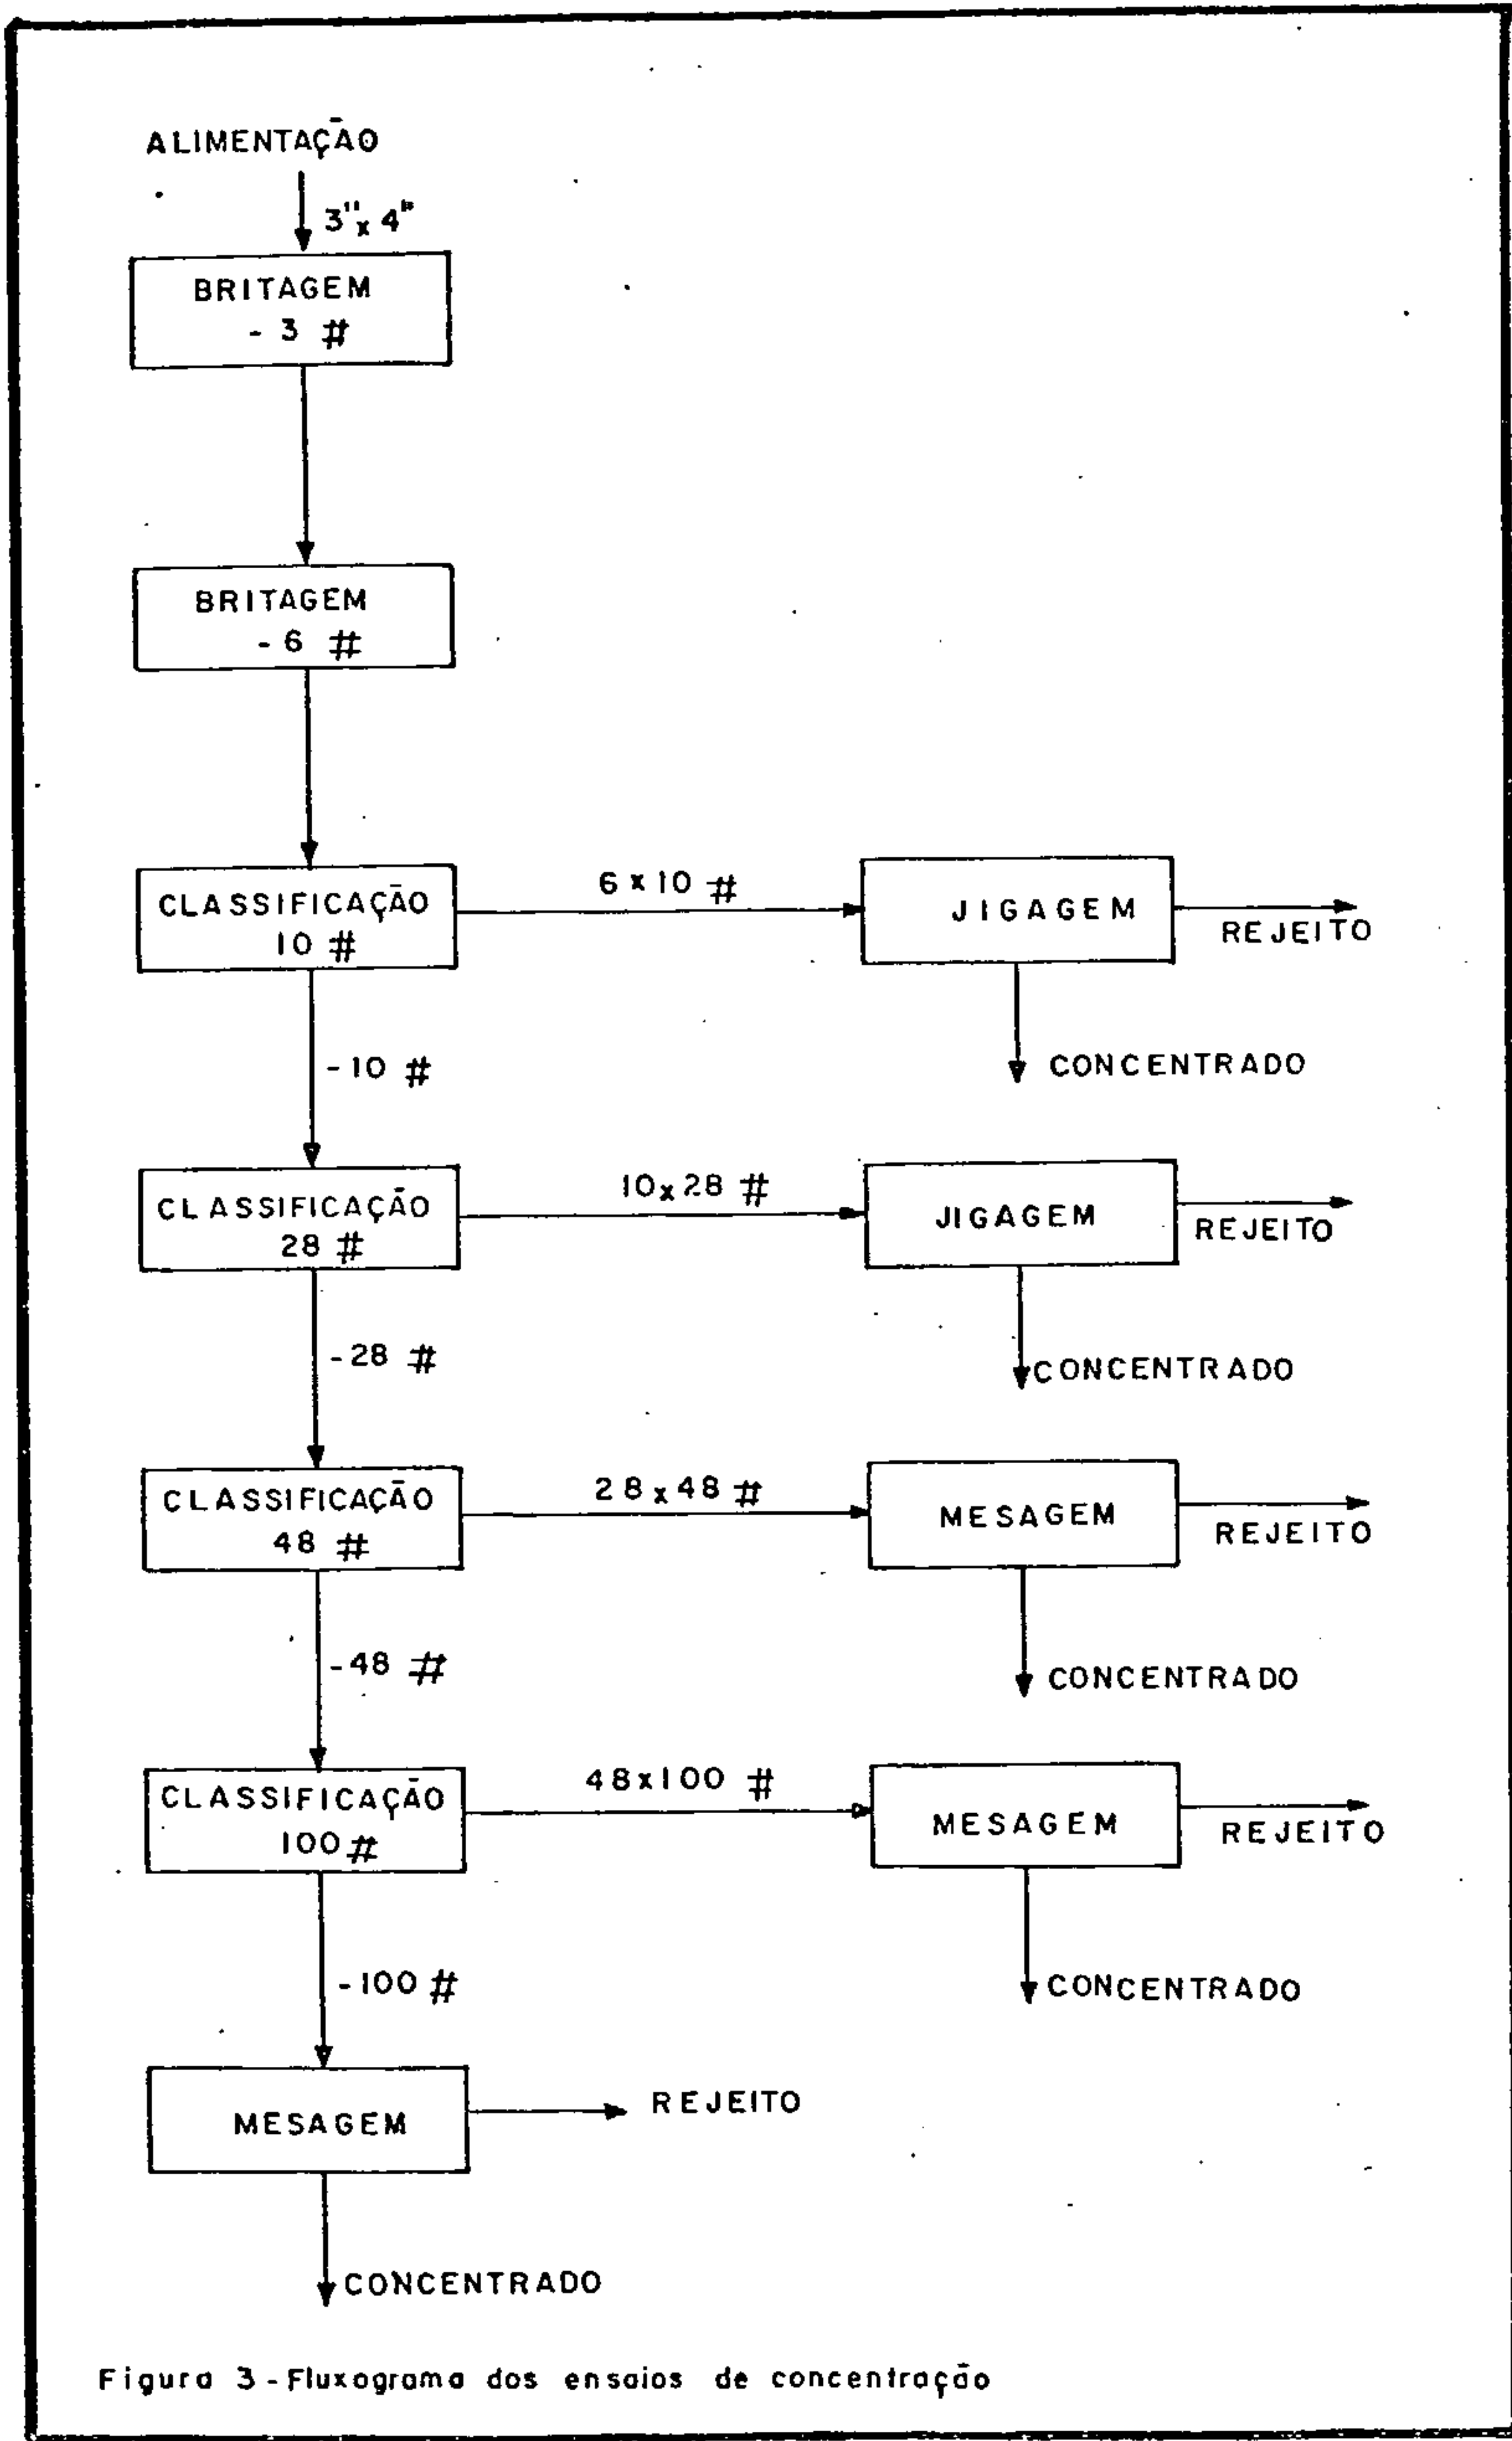 ALIMENTAÇÃO
3" x 4"
BRITAGEM
- 3 #
BRITAGEM
- 6 #
CLASSIFICAÇÃO
10 #
6 x 10 #
JIGAGEM
REJEITO
CONCENTRADO
-10 #
CLASSIFICAÇÃO
28 #
10 x 28 #
JIGAGEM
REJEITO
CONCENTRADO
-28 #
CLASSIFICAÇÃO
48 #
28 x 48 #
MESAGEM
REJEITO
CONCENTRADO
-48 #
CLASSIFICAÇÃO
100 #
48 x 100 #
MESAGEM
REJEITO
CONCENTRADO
-100 #
MESAGEM
REJEITO
CONCENTRADO
Figura 3 - Fluxograma dos ensaios de concentração